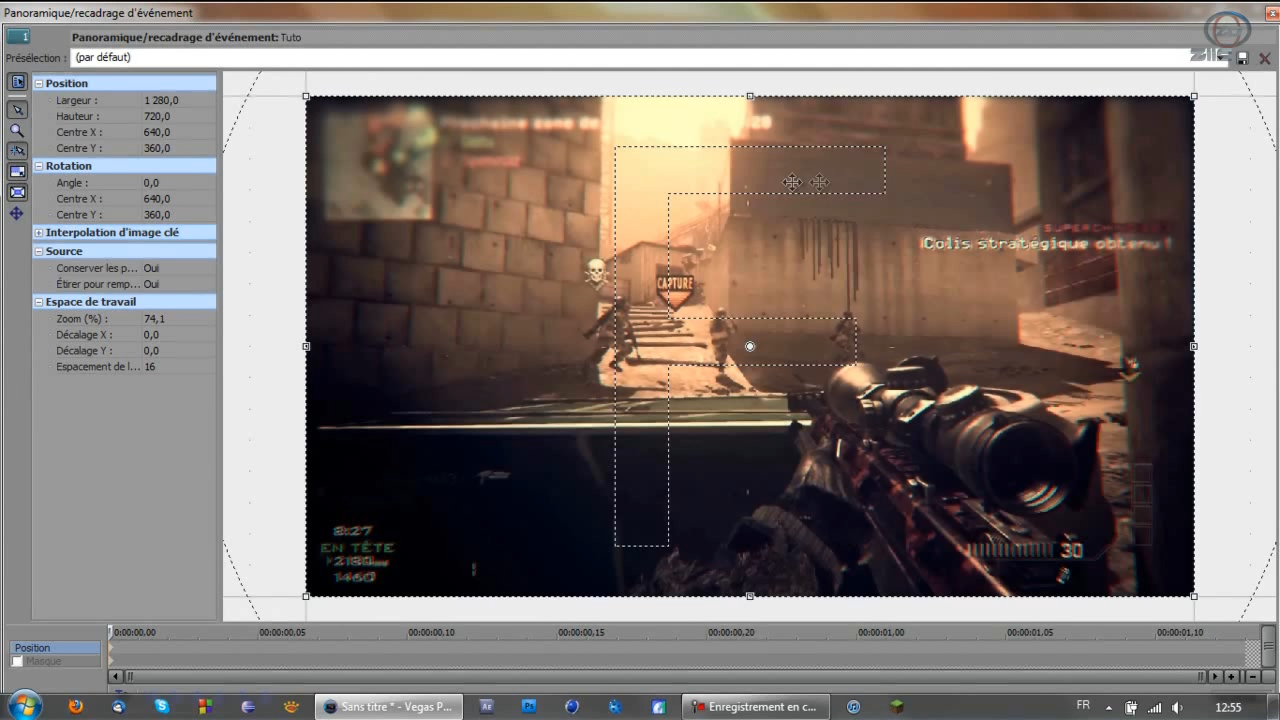 Panoramique/recadrage d'événement
1
Panoramique/recadrage d'événement: Tuto
Présélection : (par défaut)
Position
Largeur : 1 280,0
Hauteur : 720,0
Centre X : 640,0
Centre Y : 360,0
Rotation
Angle : 0,0
Centre X : 640,0
Centre Y : 360,0
Interpolation d'image clé
Source
Conserver les p... Oui
Étirer pour remp... Oui
Espace de travail
Zoom (%) : 74,1
Décalage X : 0,0
Décalage Y : 0,0
Espacement de l... 16
CAPTURE
Colis stratégique obtenu !
8:27
EN TÊTE
1460
30
Position
Masque
0:00:00,00 00:00:00,05 00:00:00,10 00:00:00,15 00:00:00,20 00:00:01,00 00:00:01,05 00:00:01,10
Sans titre * - Vegas P...
Ae
Ps
Enregistrement en c...
FR
12:55